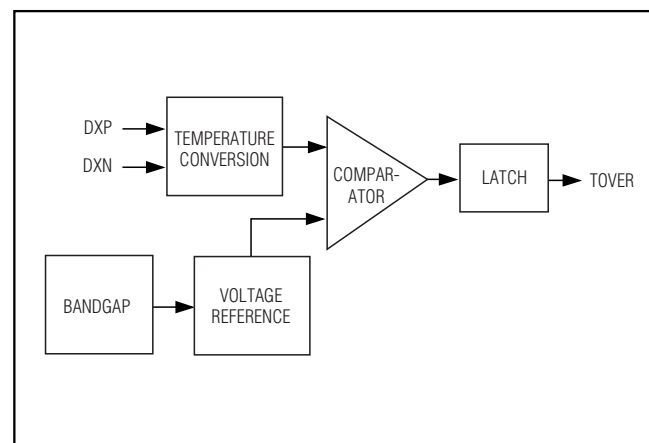 DXP
DXN
TEMPERATURE
CONVERSION
COMPAR-
ATOR
LATCH
TOVER
BANDGAP
VOLTAGE
REFERENCE